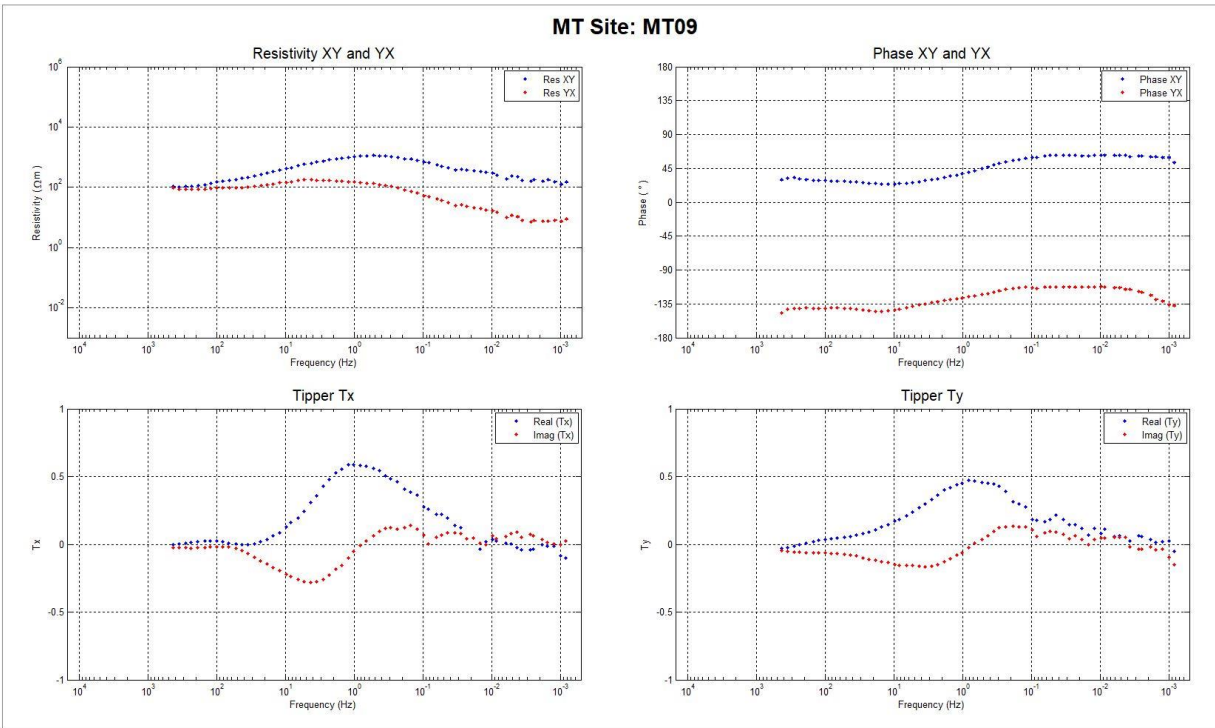 MT Site: MT09
Resistivity XY and YX
10^6
10^4
10^2
10^0
10^-2
Resistivity (Ωm)
Res XY
Res YX
10^4 10^3 10^2 10^1 10^0 10^-1 10^-2 10^-3
Frequency (Hz)
Phase XY and YX
180
135
90
45
0
-45
-90
-135
-180
Phase (°)
Phase XY
Phase YX
10^4 10^3 10^2 10^1 10^0 10^-1 10^-2 10^-3
Frequency (Hz)
Tipper Tx
1
0.5
0
-0.5
-1
Tx
Real (Tx)
Imag (Tx)
10^4 10^3 10^2 10^1 10^0 10^-1 10^-2 10^-3
Frequency (Hz)
Tipper Ty
1
0.5
0
-0.5
-1
Ty
Real (Ty)
Imag (Ty)
10^4 10^3 10^2 10^1 10^0 10^-1 10^-2 10^-3
Frequency (Hz)